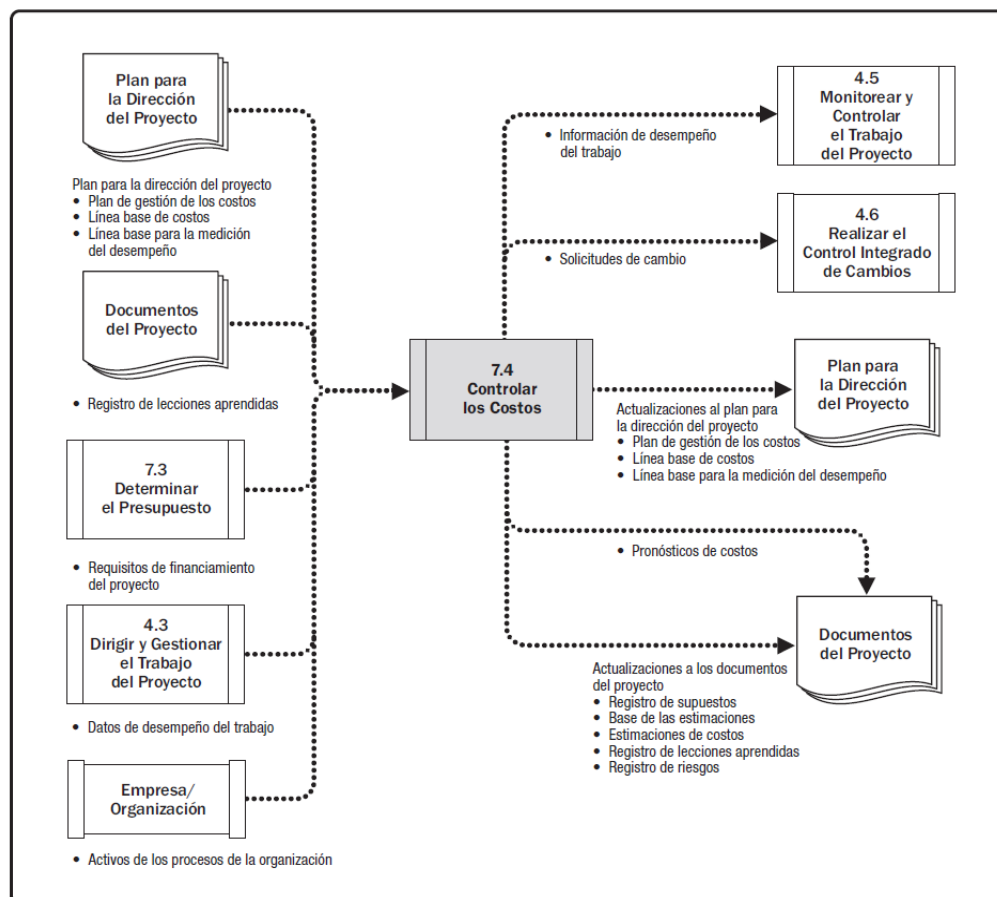 Plan para
la Dirección
del Proyecto
Plan para la dirección del proyecto
• Plan de gestión de los costos
• Línea base de costos
• Línea base para la medición
del desempeño
Documentos
del Proyecto
• Registro de lecciones aprendidas
7.3
Determinar
el Presupuesto
• Requisitos de financiamiento
del proyecto
4.3
Dirigir y Gestionar
el Trabajo
del Proyecto
• Datos de desempeño del trabajo
Empresa/
Organización
• Activos de los procesos de la organización
7.4
Controlar
los Costos
• Información de desempeño
del trabajo
4.5
Monitorear y
Controlar
el Trabajo
del Proyecto
• Solicitudes de cambio
4.6
Realizar el
Control Integrado
de Cambios
Actualizaciones al plan para
la dirección del proyecto
• Plan de gestión de los costos
• Línea base de costos
• Línea base para la medición del desempeño
Plan para
la Dirección
del Proyecto
• Pronósticos de costos
Actualizaciones a los documentos
del proyecto
• Registro de supuestos
• Base de las estimaciones
• Estimaciones de costos
• Registro de lecciones aprendidas
• Registro de riesgos
Documentos
del Proyecto